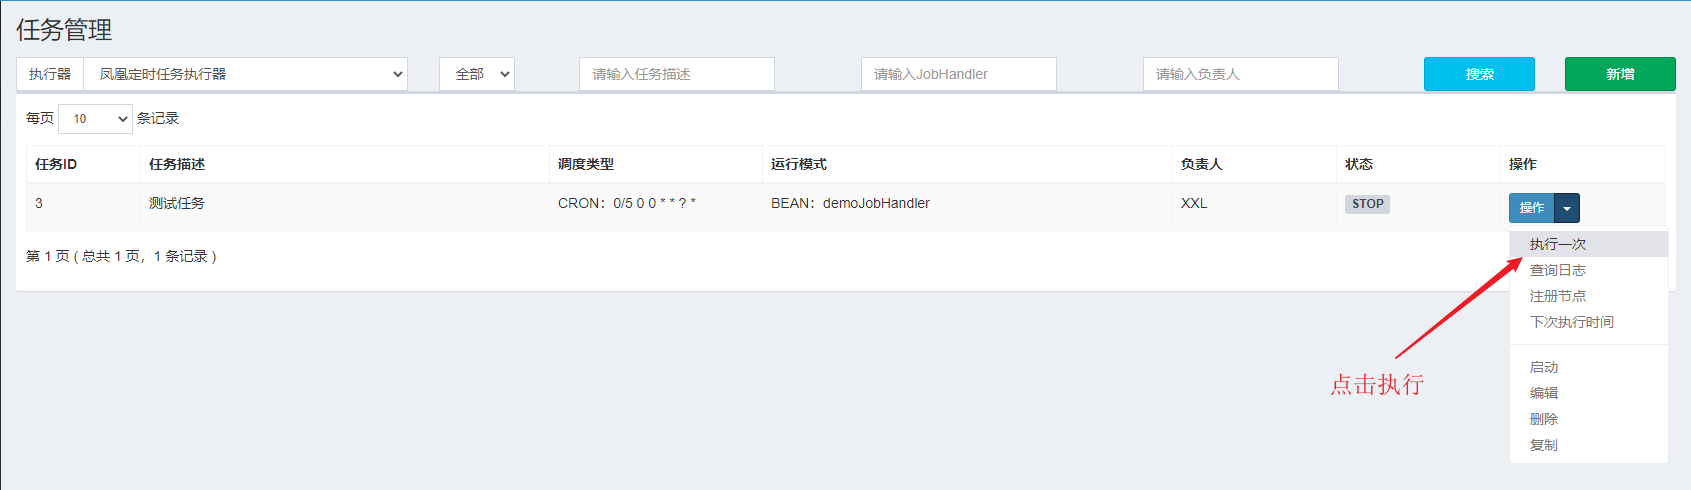 任务管理
执行器 凤凰定时任务执行器 全部 请输入任务描述 请输入JobHandler 请输入负责人 搜索 新增
每页 10 条记录
任务ID 任务描述 调度类型 运行模式 负责人 状态 操作
3 测试任务 CRON：0/5 0 0 * * ? * BEAN：demoJobHandler XXL STOP 操作
第 1 页 ( 总共 1 页，1 条记录 )
执行一次
查询日志
注册节点
下次执行时间
启动
点击执行
编辑
删除
复制